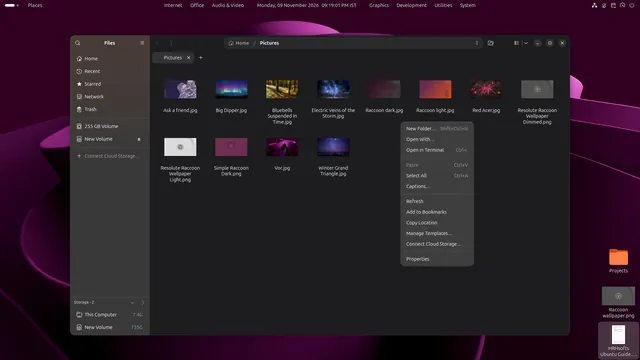 Places
Internet Office Audio & Video Monday, 09 November 2026 09:19:01 PM IST Graphics Development Utilities System
Files
Home / Pictures
Pictures
Home
Recent
Starred
Network
Trash
255 GB Volume
New Volume
+ Connect Cloud Storage...
Ask a friend.jpg
Big Dipper.jpg
Bluebells
Suspended in
Time.jpg
Electric Veins of the
Storm.jpg
Raccoon dark.jpg
Raccoon light.jpg
Red Acer.jpg
Resolute Raccoon
Wallpaper
Dimmed.png
Resolute Raccoon
Wallpaper
Light.png
Simple Raccoon
Dark.png
Vor.jpg
Winter Grand
Triangle.jpg
New Folder... Shift+Ctrl+N
Open with...
Open in Terminal
Paste Ctrl+V
Select All Ctrl+A
Captions...
Refresh
Add to Bookmarks
Copy Location
Manage Templates...
Connect Cloud Storage...
Properties
Storage · 2
This Computer
New Volume
Projects
Raccoon
wallpaper.png
Ubuntu Guide...